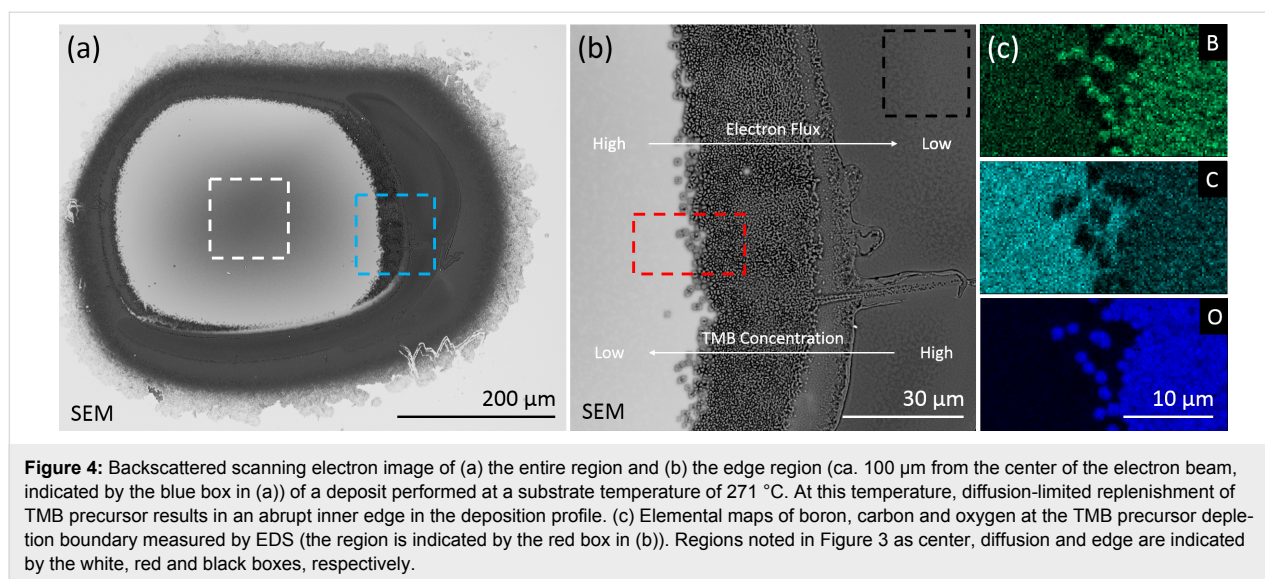 (a)
200 µm
SEM
(b)
Electron Flux
High
Low
TMB Concentration
Low
High
30 µm
SEM
(c)
B
C
O
10 µm
Figure 4: Backscattered scanning electron image of (a) the entire region and (b) the edge region (ca. 100 µm from the center of the electron beam,
indicated by the blue box in (a)) of a deposit performed at a substrate temperature of 271 °C. At this temperature, diffusion-limited replenishment of
TMB precursor results in an abrupt inner edge in the deposition profile. (c) Elemental maps of boron, carbon and oxygen at the TMB precursor deple-
tion boundary measured by EDS (the region is indicated by the red box in (b)). Regions noted in Figure 3 as center, diffusion and edge are indicated
by the white, red and black boxes, respectively.